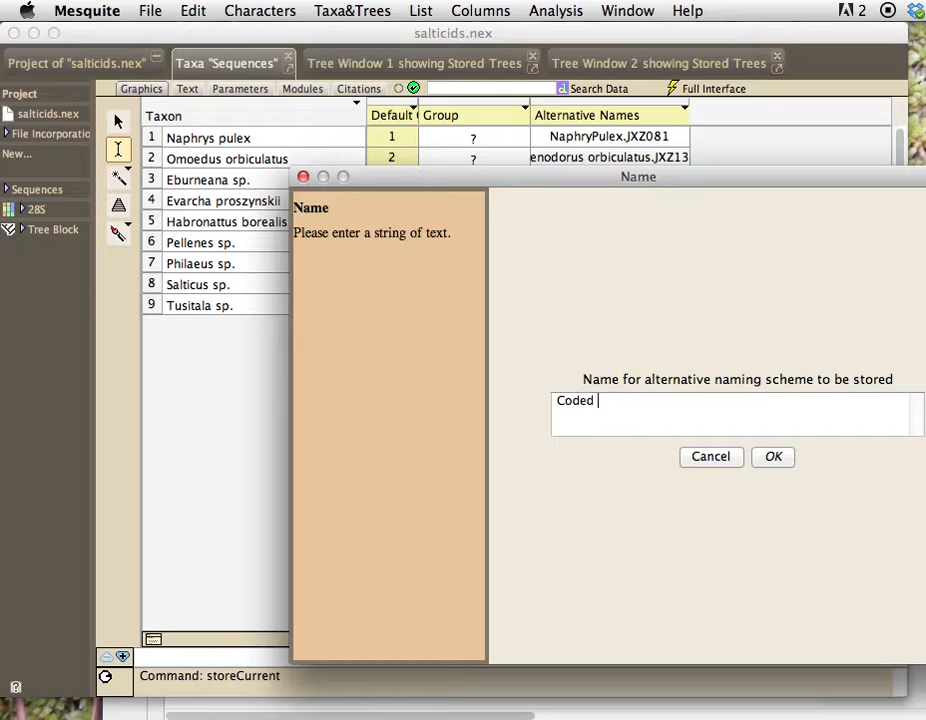 Mesquite File Edit Characters Taxa&Trees List Columns Analysis Window Help 2
salticids.nex
Project of "salticids.nex" Taxa "Sequences" Tree Window 1 showing Stored Trees Tree Window 2 showing Stored Trees
Project Graphics Text Parameters Modules Citations Search Data Full Interface
salticids.nex
File Incorporatio
New...
Sequences
28S
Tree Block
Taxon Default Group Alternative Names
1 Naphrys pulex 1 ? NaphryPulex.JXZ081
2 Omoedus orbiculatus 2 ? enodorus orbiculatus.JXZ13
3 Eburneana sp.
4 Evarcha proszynskii
5 Habronattus borealis
6 Pellenes sp.
7 Philaeus sp.
8 Salticus sp.
9 Tusitala sp.
Name
Name
Please enter a string of text.
Name for alternative naming scheme to be stored
Coded
Cancel OK
Command: storeCurrent